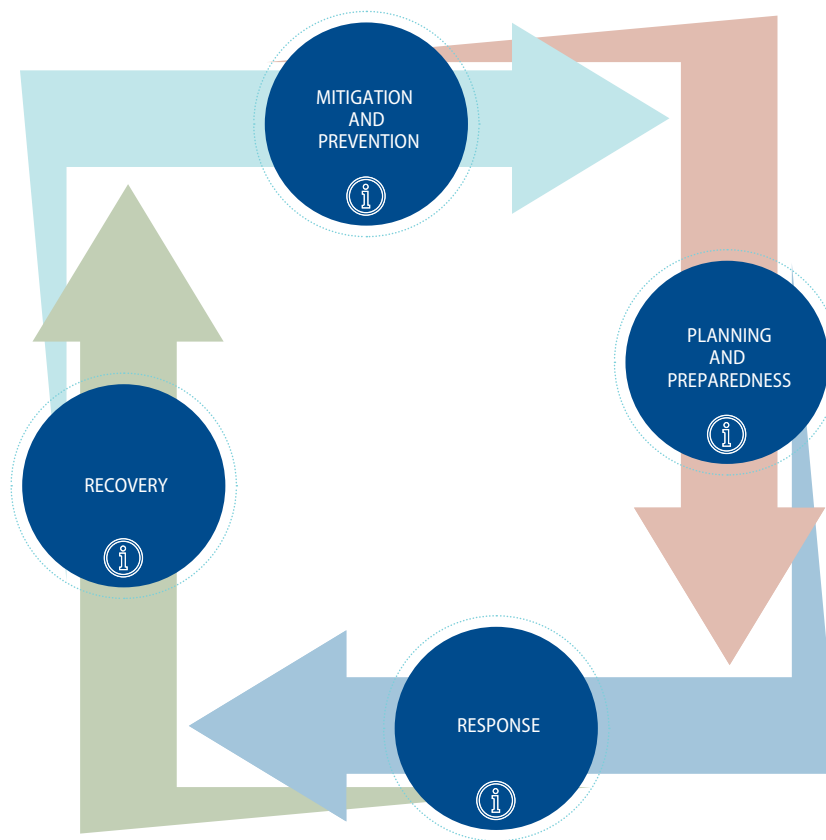 MITIGATION
AND
PREVENTION
PLANNING
AND
PREPAREDNESS
RECOVERY
RESPONSE